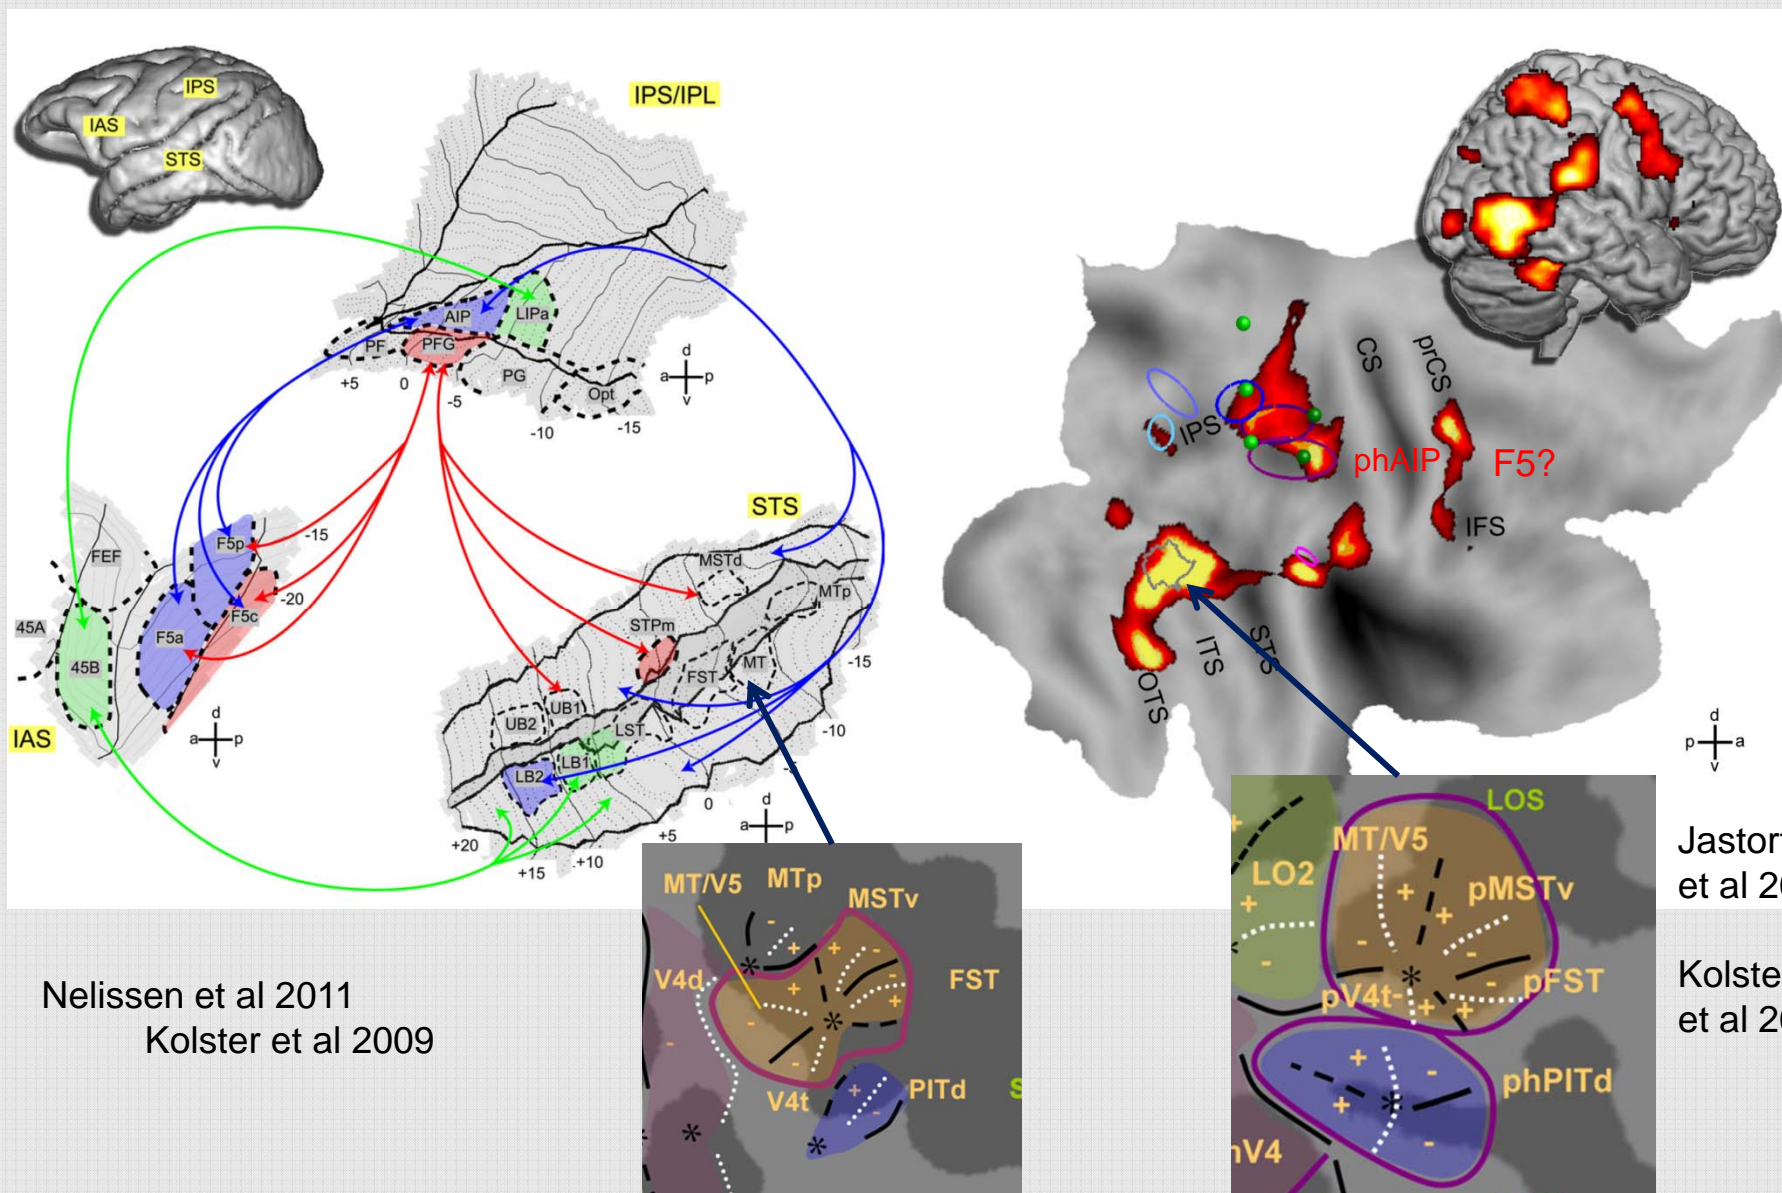 IPS
IAS
STS
IPS/IPL
AIP
LIPa
PF
PFG
PG
Opt
+5
0
-5
-10
-15
d
a
p
v
FEF
F5p
-15
-20
F5c
45A
F5a
45B
IAS
d
a
p
v
STS
MSTd
MTp
STPm
MT
FST
-15
UB1
UB2
LST
-10
LB1
LB2
0
+5
+10
+15
+20
d
a
p
CS
prCS
IPS
phAIP
F5?
IFS
ITS
STS
OTS
d
p
a
v
MT/V5
MTp
MSTv
V4d
FST
V4t
PITd
LOS
MT/V5
LO2
pMSTv
pFST
pV4t
phPITd
Nelissen et al 2011
Kolster et al 2009
et al
et al